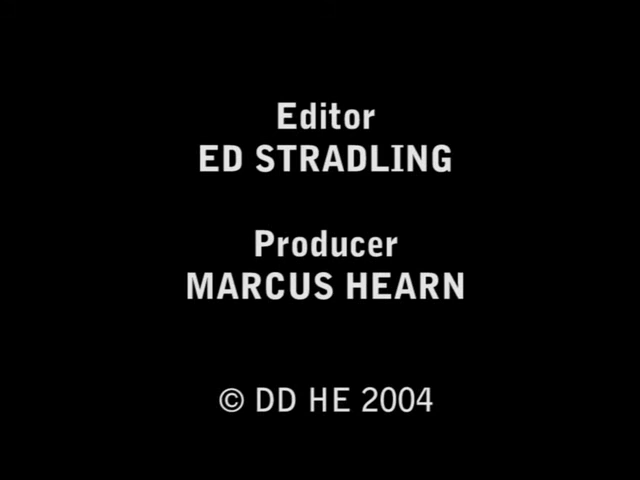 Editor
ED STRADLING
Producer
MARCUS HEARN
© DD HE 2004